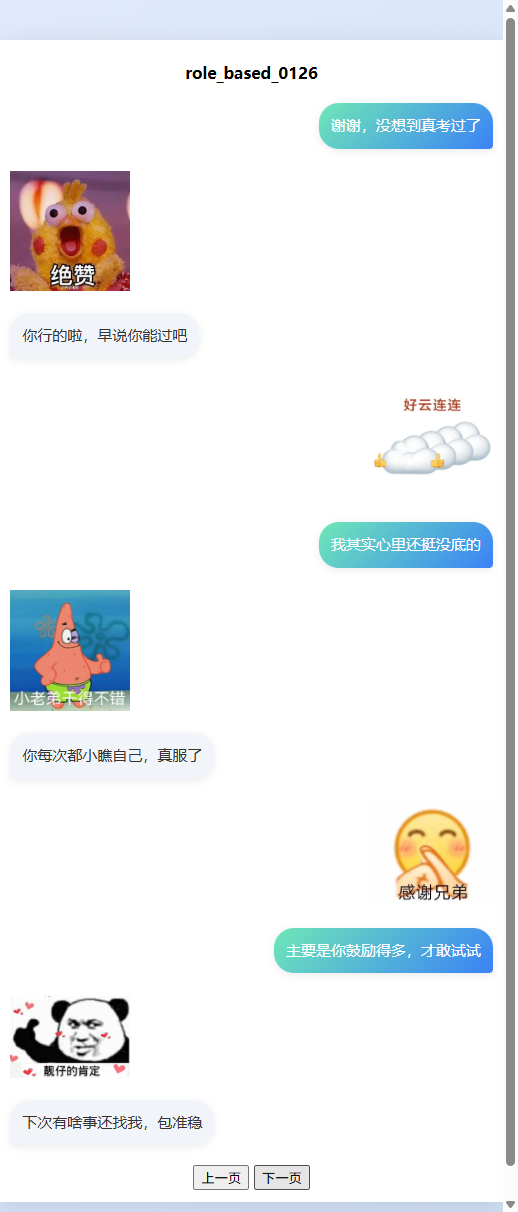 role_based_0126
谢谢，没想到真考过了
绝赞
你行的啦，早说你能过吧
好云连连
我其实心里还挺没底的
小老弟干得不错
你每次都小瞧自己，真服了
感谢兄弟
主要是你鼓励得多，才敢试试
靓仔的肯定
下次有啥事还找我，包准稳
上一页 下一页